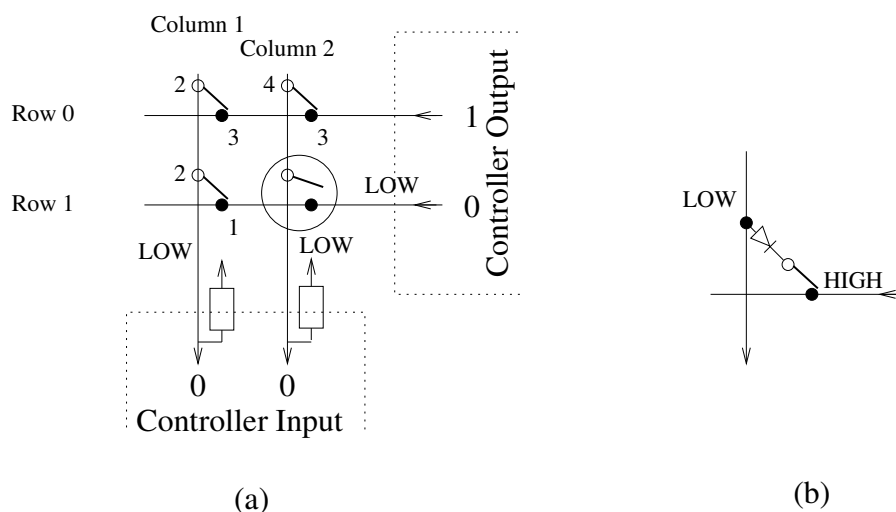 Column 1
Column 2
2
4
Row 0
3
3
1
2
LOW
Row 1
1
0
LOW
LOW
Controller Output
0
0
Controller Input
(a)
LOW
HIGH
(b)